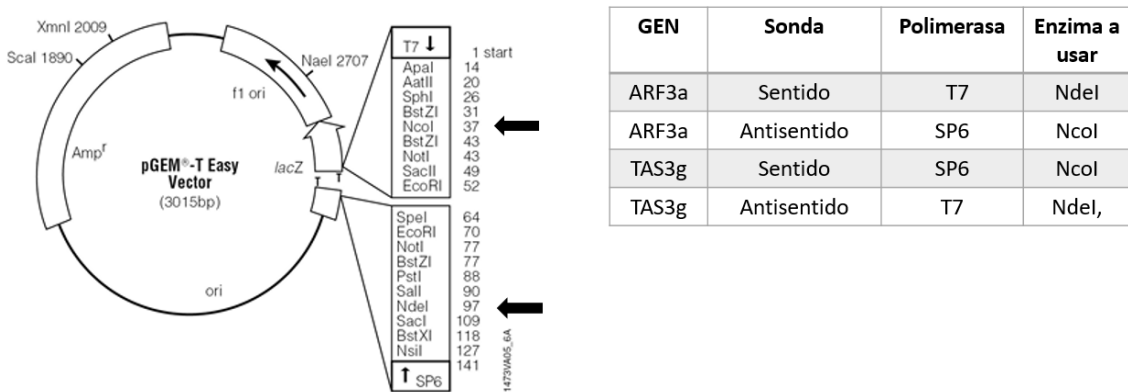 XmnI 2009
ScaI 1890
NaeI 2707
f1 ori
Amp^r
pGEM®-T Easy
Vector
(3015bp)
lacZ
T
T
ori
T7 ↓
1 start
ApaI 14
AatII 20
SphI 26
BstZI 31
NcoI 37
BstZI 43
NotI 43
SacII 49
EcoRI 52
SpeI 64
EcoRI 70
NotI 77
BstZI 77
PstI 88
SalI 90
NdeI 97
SacI 109
BstXI 118
NsiI 127
141
↑ SP6
1473VA05_6A
GEN Sonda Polimerasa Enzima a
usar
ARF3a Sentido T7 NdeI
ARF3a Antisentido SP6 NcoI
TAS3g Sentido SP6 NcoI
TAS3g Antisentido T7 NdeI,